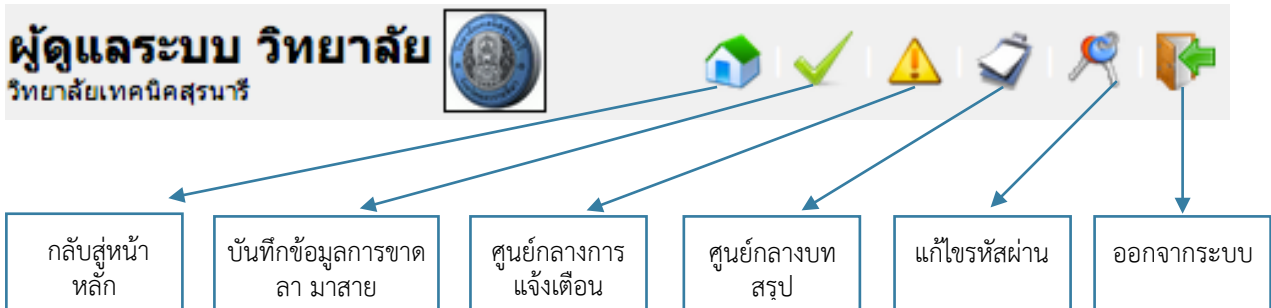 ผู้ดูแลระบบ วิทยาลัย
วิทยาลัยเทคนิคสุรนารี
กลับสู่หน้า
หลัก
บันทึกข้อมูลการขาด
ลา มาสาย
ศูนย์กลางการ
แจ้งเตือน
ศูนย์กลางบท
สรุป
แก้ไขรหัสผ่าน
ออกจากระบบ